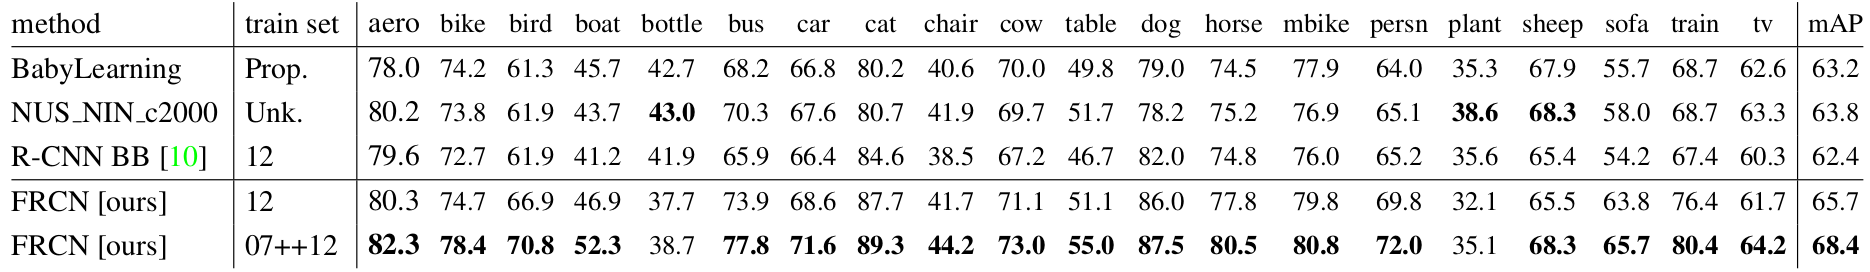 method train set aero bike bird boat bottle bus car cat chair cow table dog horse mbike persn plant sheep sofa train tv mAP
BabyLearning Prop. 78.0 74.2 61.3 45.7 42.7 68.2 66.8 80.2 40.6 70.0 49.8 79.0 74.5 77.9 64.0 35.3 67.9 55.7 68.7 62.6 63.2
NUS_NIN_c2000 Unk. 80.2 73.8 61.9 43.7 43.0 70.3 67.6 80.7 41.9 69.7 51.7 78.2 75.2 76.9 65.1 38.6 68.3 58.0 68.7 63.3 63.8
R-CNN BB [10] 12 79.6 72.7 61.9 41.2 41.9 65.9 66.4 84.6 38.5 67.2 46.7 82.0 74.8 76.0 65.2 35.6 65.4 54.2 67.4 60.3 62.4
FRCN [ours] 12 80.3 74.7 66.9 46.9 37.7 73.9 68.6 87.7 41.7 71.1 51.1 86.0 77.8 79.8 69.8 32.1 65.5 63.8 76.4 61.7 65.7
FRCN [ours] 07++12 82.3 78.4 70.8 52.3 38.7 77.8 71.6 89.3 44.2 73.0 55.0 87.5 80.5 80.8 72.0 35.1 68.3 65.7 80.4 64.2 68.4